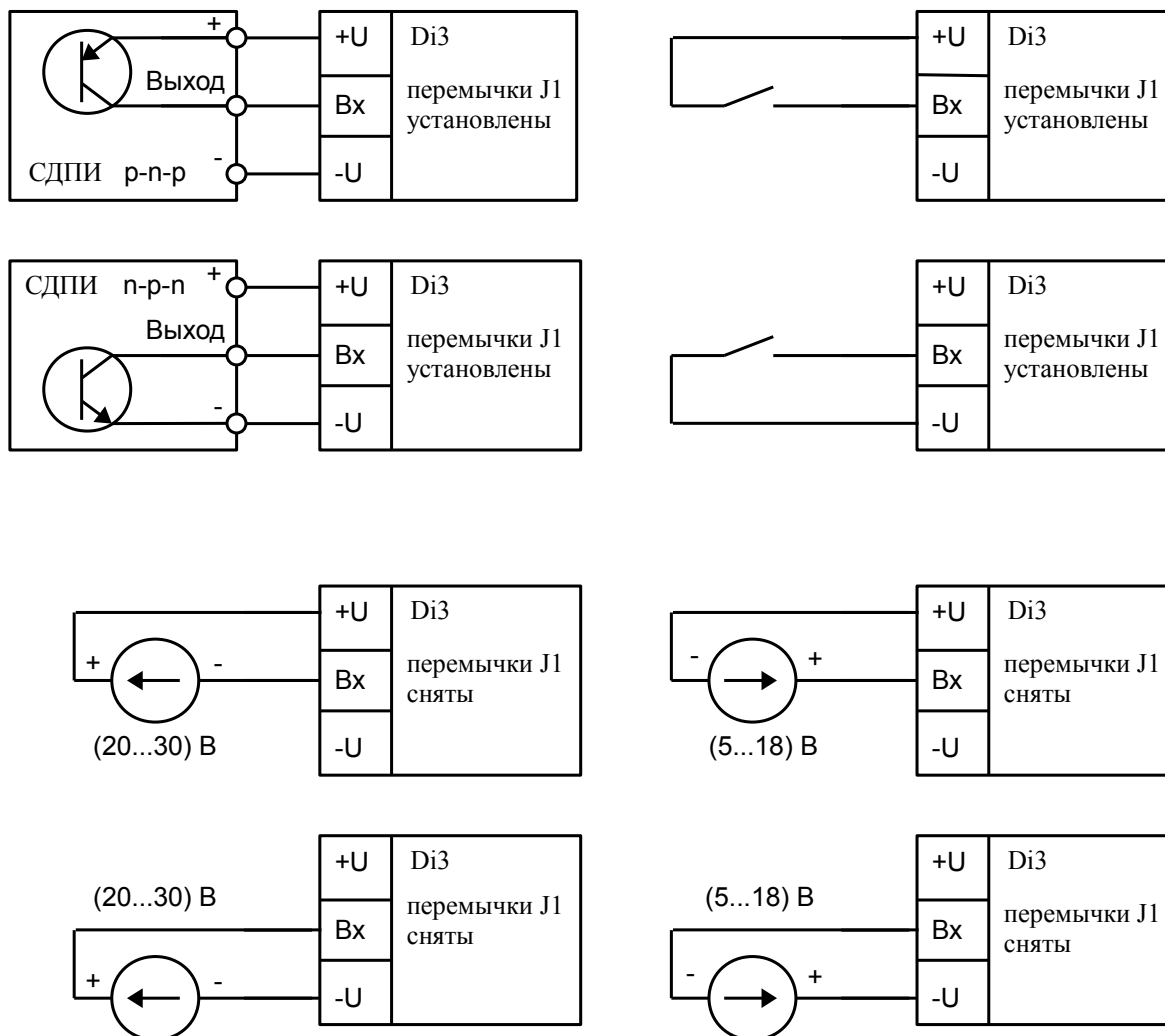 +
+U
Di3
Выход
Вх
перемычки J1
установлены
-
СДПИ p-n-p
-U
+U
Di3
Вх
перемычки J1
установлены
-U
СДПИ n-p-n
+
+U
Di3
Выход
Вх
перемычки J1
установлены
-
-U
+U
Di3
Вх
перемычки J1
установлены
-U
+U
Di3
+
-
Вх
перемычки J1
сняты
(20...30) В
-U
+U
Di3
-
+
Вх
перемычки J1
сняты
(5...18) В
-U
+U
Di3
(20...30) В
Вх
перемычки J1
сняты
+
-
-U
+U
Di3
(5...18) В
Вх
перемычки J1
сняты
-
+
-U